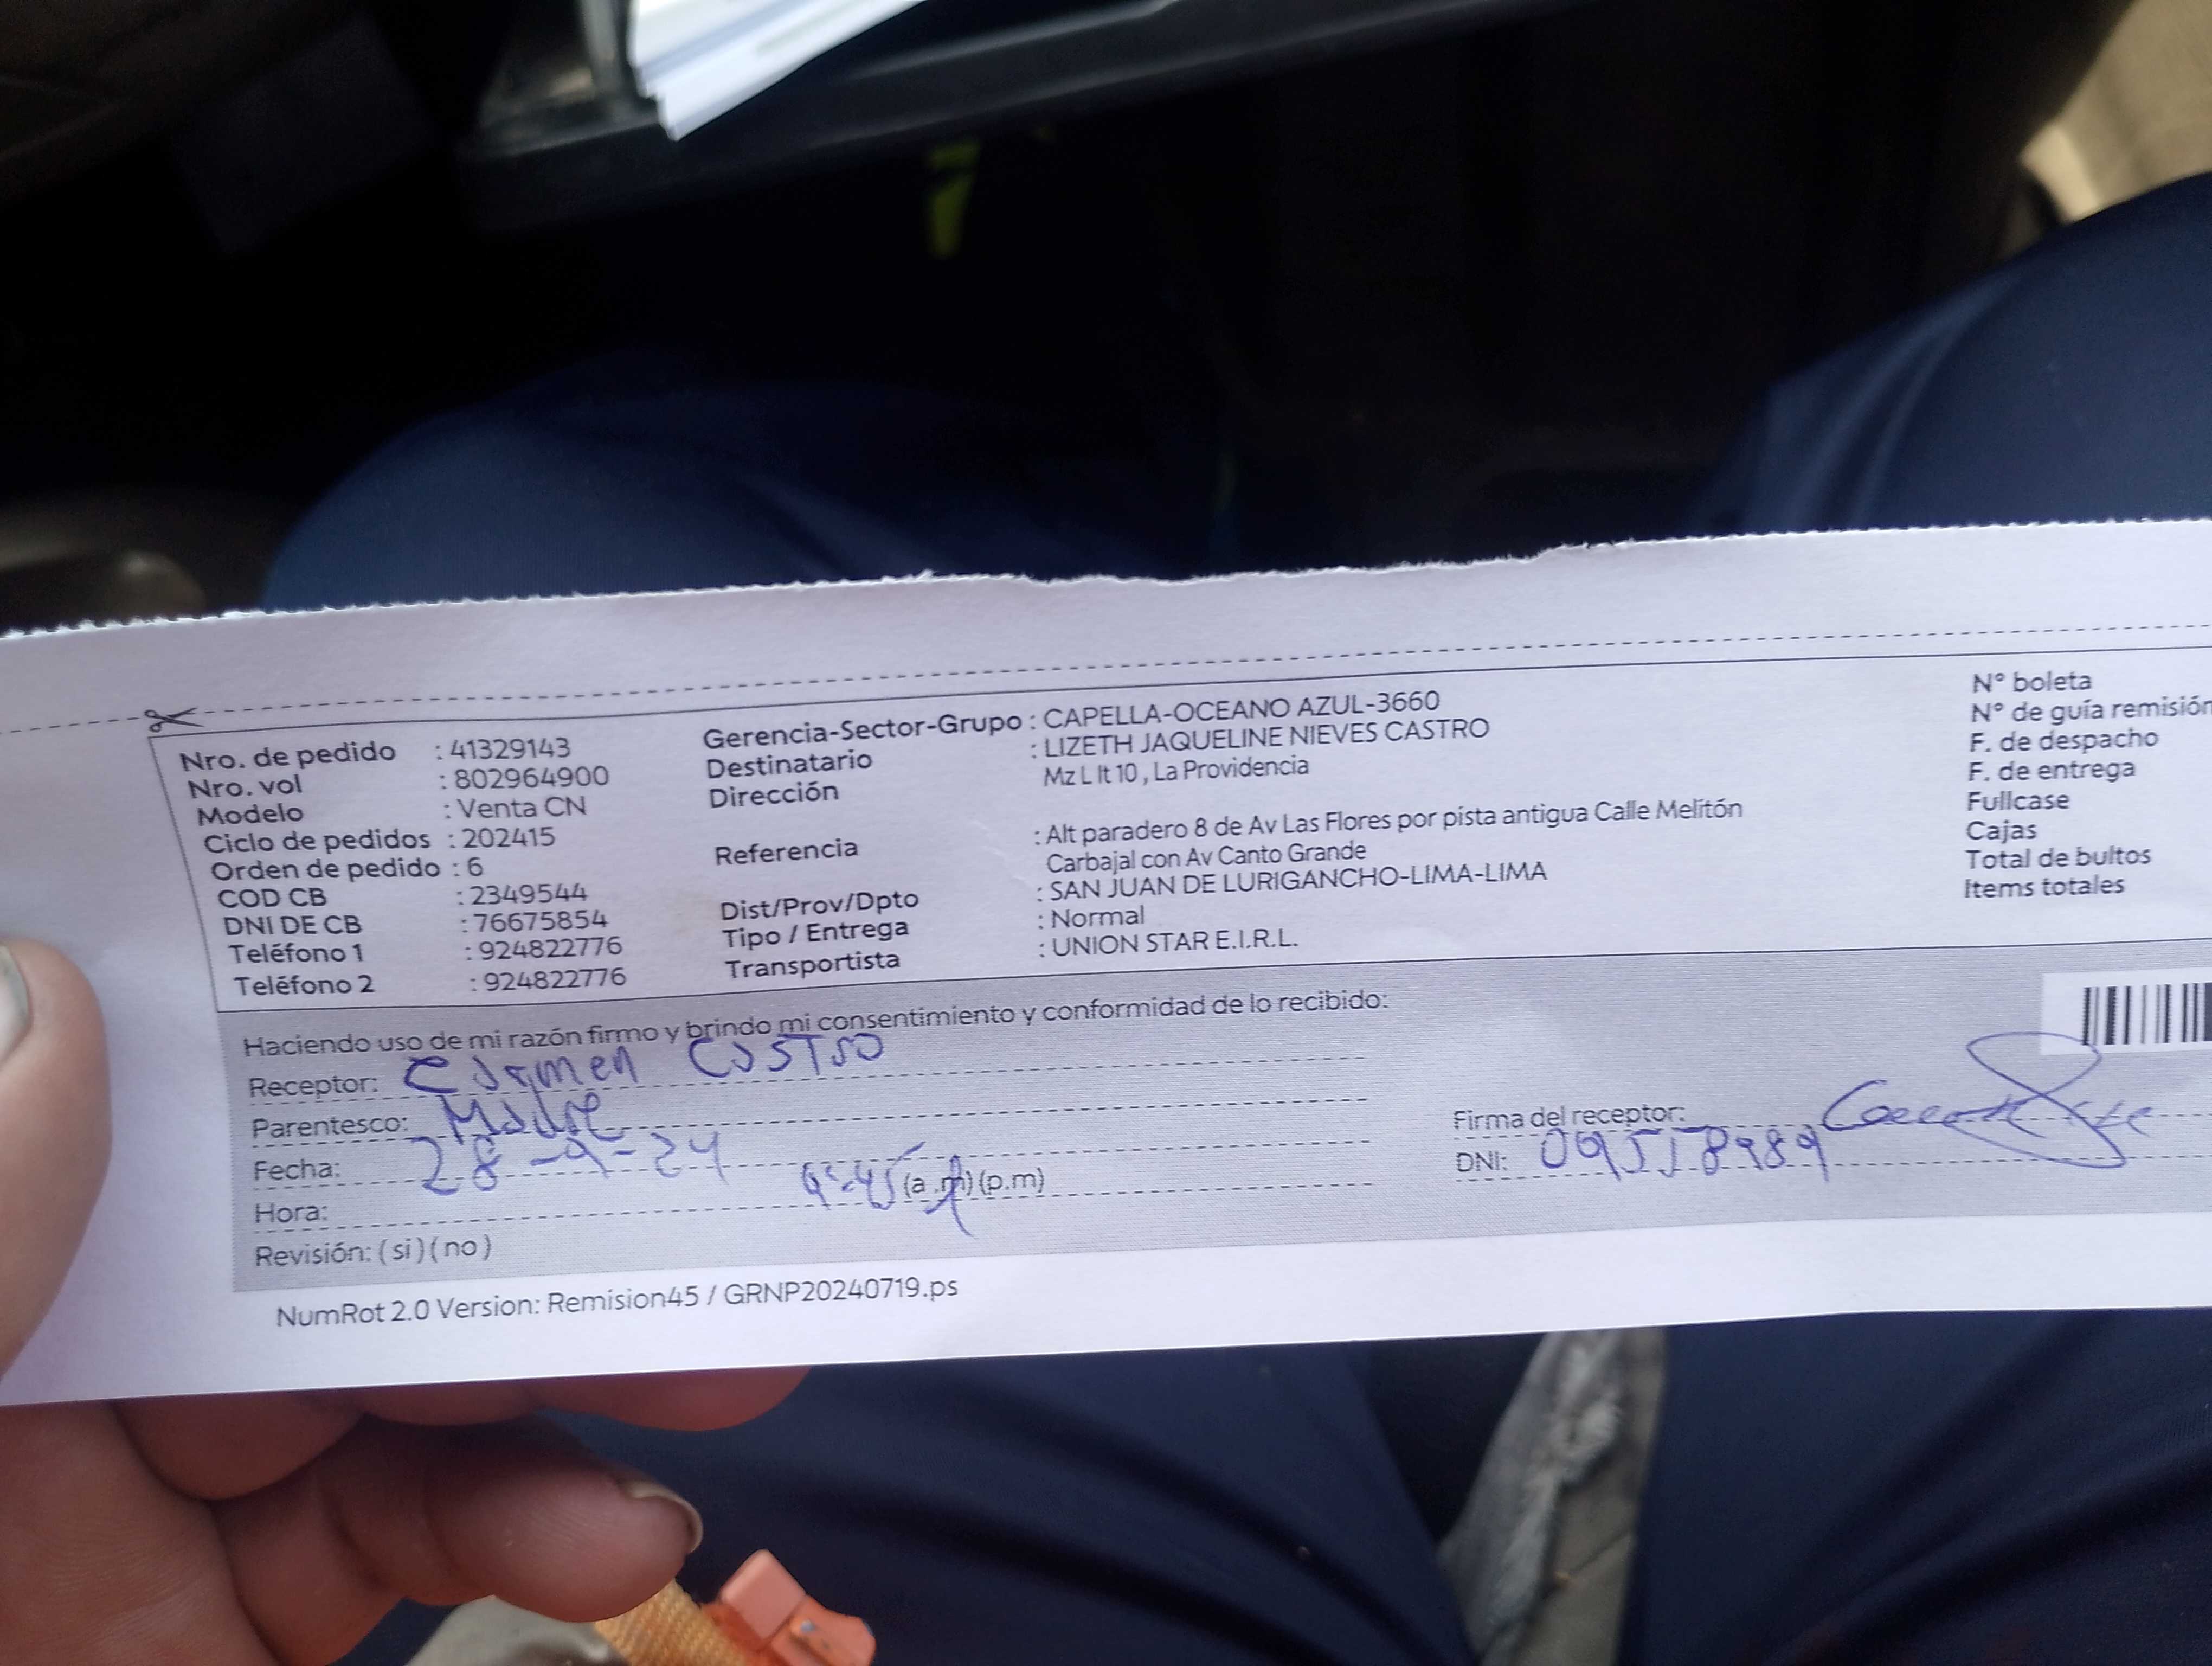 Nro. de pedido : 41329143
Nro. vol : 802964900
Modelo : Venta CN
Ciclo de pedidos : 202415
Orden de pedido : 6
COD CB : 2349544
DNI DE CB : 76675854
Teléfono 1 : 924822776
Teléfono 2 : 924822776
Gerencia-Sector-Grupo : CAPELLA-OCEANO AZUL-3660
Destinatario : LIZETH JAQUELINE NIEVES CASTRO
Dirección Mz L lt 10 , La Providencia
Referencia : Alt paradero 8 de Av Las Flores por pista antigua Calle Melitón
Carbajal con Av Canto Grande
Dist/Prov/Dpto : SAN JUAN DE LURIGANCHO-LIMA-LIMA
Tipo / Entrega : Normal
Transportista : UNION STAR E.I.R.L.
N° boleta
N° de guía remisión
F. de despacho
F. de entrega
Fullcase
Cajas
Total de bultos
Items totales
Haciendo uso de mi razón firmo y brindo mi consentimiento y conformidad de lo recibido:
Receptor: Carmen Castro
Parentesco: Madre
Fecha: 28-9-24
Hora: (a.m)(p.m)
Revisión: (si)(no)
Firma del receptor:
DNI:
NumRot 2.0 Version: Remision45 / GRNP20240719.ps